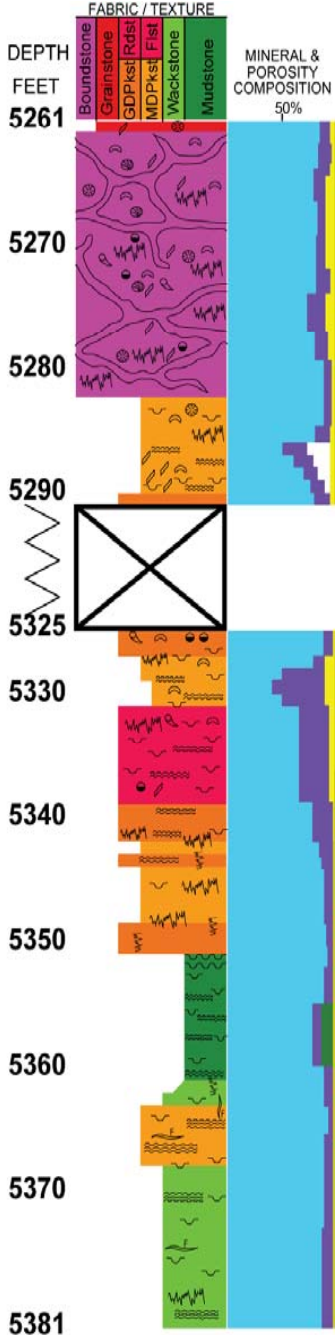 FABRIC / TEXTURE
DEPTH
FEET
Boundstone
Grainstone
GDPkst
Rdst
MDPkst
Flst
Wackstone
Mudstone
MINERAL &
POROSITY
COMPOSITION
50%
5261
5270
5280
5290
5325
5330
5340
5350
5360
F
F
5370
F
5381